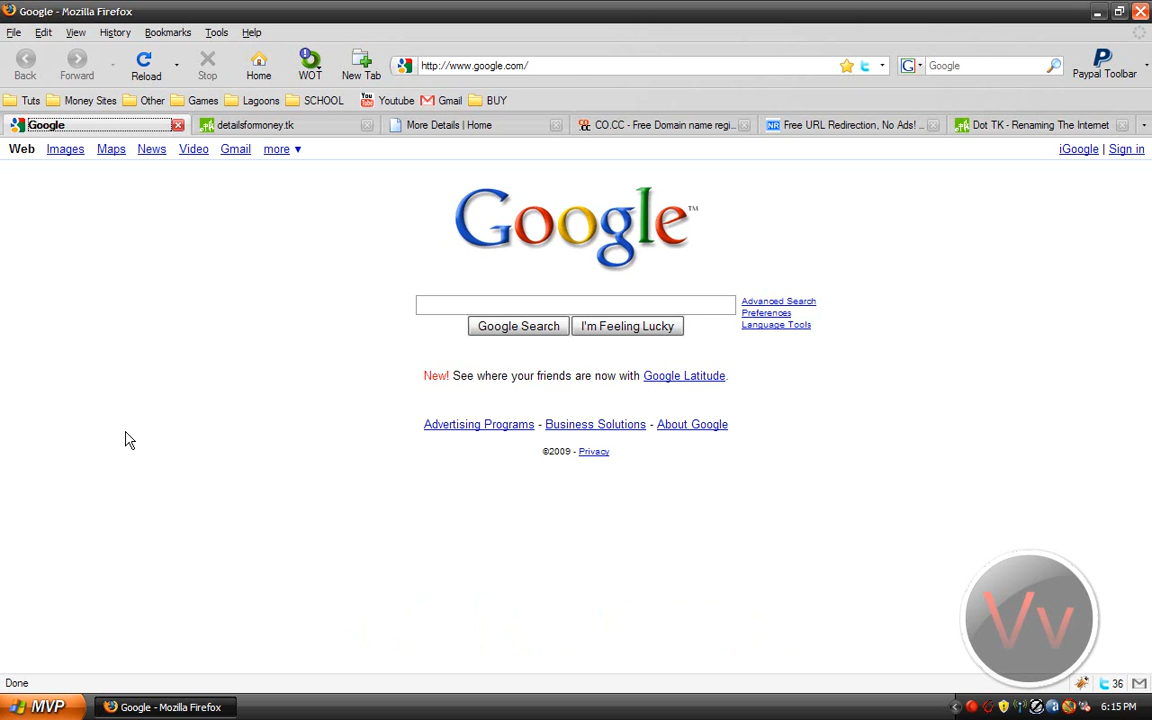 Google - Mozilla Firefox
File Edit View History Bookmarks Tools Help
Back Forward Reload Stop Home WOT New Tab http://www.google.com/ Google Paypal Toolbar
Tuts Money Sites Other Games Lagoons SCHOOL Youtube Gmail BUY
Google detailsformoney.tk More Details | Home CO.CC - Free Domain name regi... Free URL Redirection, No Ads! ... Dot TK - Renaming The Internet
Web Images Maps News Video Gmail more ▼ iGoogle | Sign in
Google™
Advanced Search
Preferences
Language Tools
Google Search I'm Feeling Lucky
New! See where your friends are now with Google Latitude.
Advertising Programs - Business Solutions - About Google
©2009 - Privacy
Vv
Done 36
MVP Google - Mozilla Firefox 6:15 PM